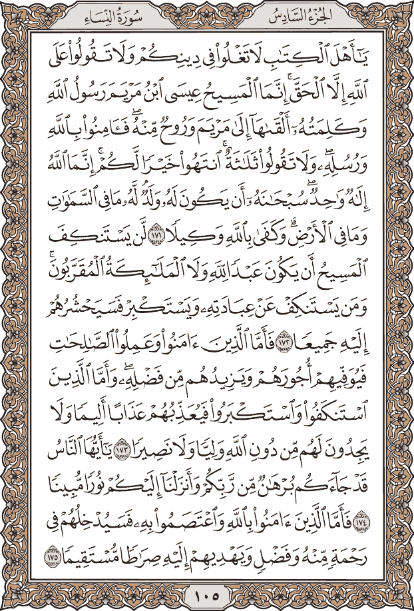 الجزء السادس
سورة النساء
يَٰٓأَهۡلَ ٱلۡكِتَٰبِ لَا تَغۡلُواْ فِي دِينِكُمۡ وَلَا تَقُولُواْ عَلَى
ٱللَّهِ إِلَّا ٱلۡحَقَّۚ إِنَّمَا ٱلۡمَسِيحُ عِيسَى ٱبۡنُ مَرۡيَمَ رَسُولُ ٱللَّهِ
وَكَلِمَتُهُۥٓ أَلۡقَىٰهَآ إِلَىٰ مَرۡيَمَ وَرُوحٞ مِّنۡهُۖ فَـَٔامِنُواْ بِٱللَّهِ
وَرُسُلِهِۦۖ وَلَا تَقُولُواْ ثَلَٰثَةٌۚ ٱنتَهُواْ خَيۡرٗا لَّكُمۡۚ إِنَّمَا ٱللَّهُ
إِلَٰهٞ وَٰحِدٞۖ سُبۡحَٰنَهُۥٓ أَن يَكُونَ لَهُۥ وَلَدٞۘ لَّهُۥ مَا فِي ٱلسَّمَٰوَٰتِ
وَمَا فِي ٱلۡأَرۡضِۗ وَكَفَىٰ بِٱللَّهِ وَكِيلٗا ١٧١ لَّن يَسۡتَنكِفَ
ٱلۡمَسِيحُ أَن يَكُونَ عَبۡدٗا لِّلَّهِ وَلَا ٱلۡمَلَٰٓئِكَةُ ٱلۡمُقَرَّبُونَۚ
وَمَن يَسۡتَنكِفۡ عَنۡ عِبَادَتِهِۦ وَيَسۡتَكۡبِرۡ فَسَيَحۡشُرُهُمۡ
إِلَيۡهِ جَمِيعٗا ١٧٢ فَأَمَّا ٱلَّذِينَ ءَامَنُواْ وَعَمِلُواْ ٱلصَّٰلِحَٰتِ
فَيُوَفِّيهِمۡ أُجُورَهُمۡ وَيَزِيدُهُم مِّن فَضۡلِهِۦۖ وَأَمَّا ٱلَّذِينَ
ٱسۡتَنكَفُواْ وَٱسۡتَكۡبَرُواْ فَيُعَذِّبُهُمۡ عَذَابًا أَلِيمٗا وَلَا
يَجِدُونَ لَهُم مِّن دُونِ ٱللَّهِ وَلِيّٗا وَلَا نَصِيرٗا ١٧٣ يَٰٓأَيُّهَا ٱلنَّاسُ
قَدۡ جَآءَكُم بُرۡهَٰنٞ مِّن رَّبِّكُمۡ وَأَنزَلۡنَآ إِلَيۡكُمۡ نُورٗا مُّبِينٗا
١٧٤ فَأَمَّا ٱلَّذِينَ ءَامَنُواْ بِٱللَّهِ وَٱعۡتَصَمُواْ بِهِۦ فَسَيُدۡخِلُهُمۡ فِي
رَحۡمَةٖ مِّنۡهُ وَفَضۡلٖ وَيَهۡدِيهِمۡ إِلَيۡهِ صِرَٰطٗا مُّسۡتَقِيمٗا ١٧٥
١٠٥